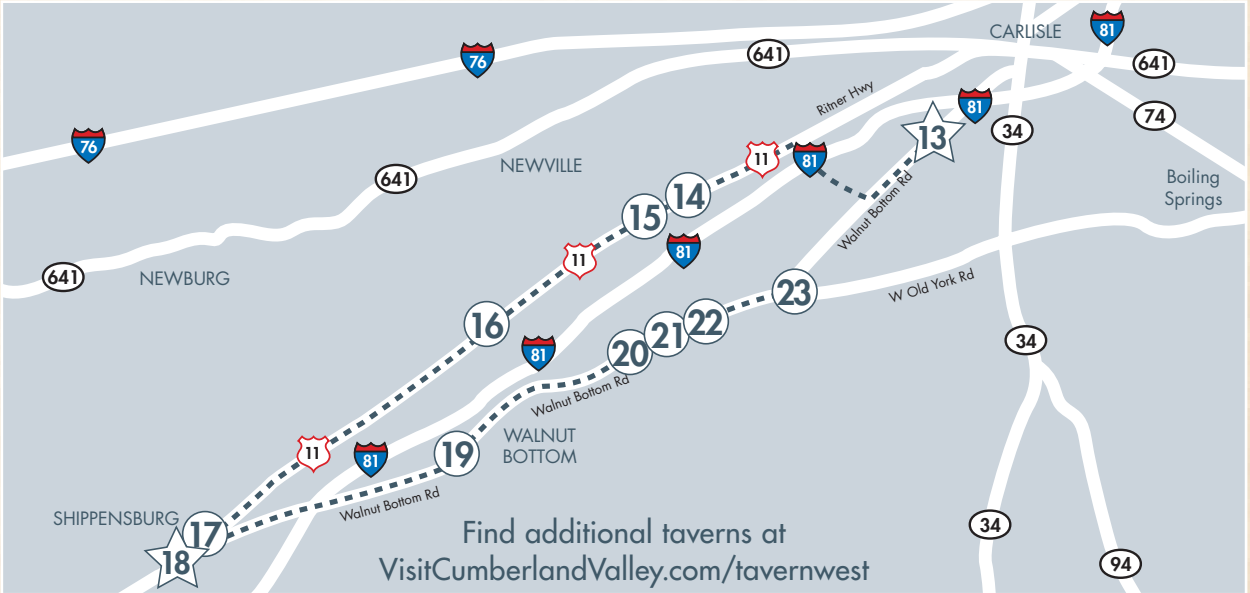 CARLISLE
81
76
641
641
Ritner Hwy
81
74
13
34
76
11
81
NEWVILLE
641
Boiling
Springs
14
15
Walnut Bottom Rd
11
81
641
NEWBURG
W Old York Rd
23
16
22
21
20
34
81
Walnut Bottom Rd
WALNUT
BOTTOM
19
11
81
Walnut Bottom Rd
SHIPPENSBURG
17
18
34
94
Find additional taverns at
VisitCumberlandValley.com/tavernwest